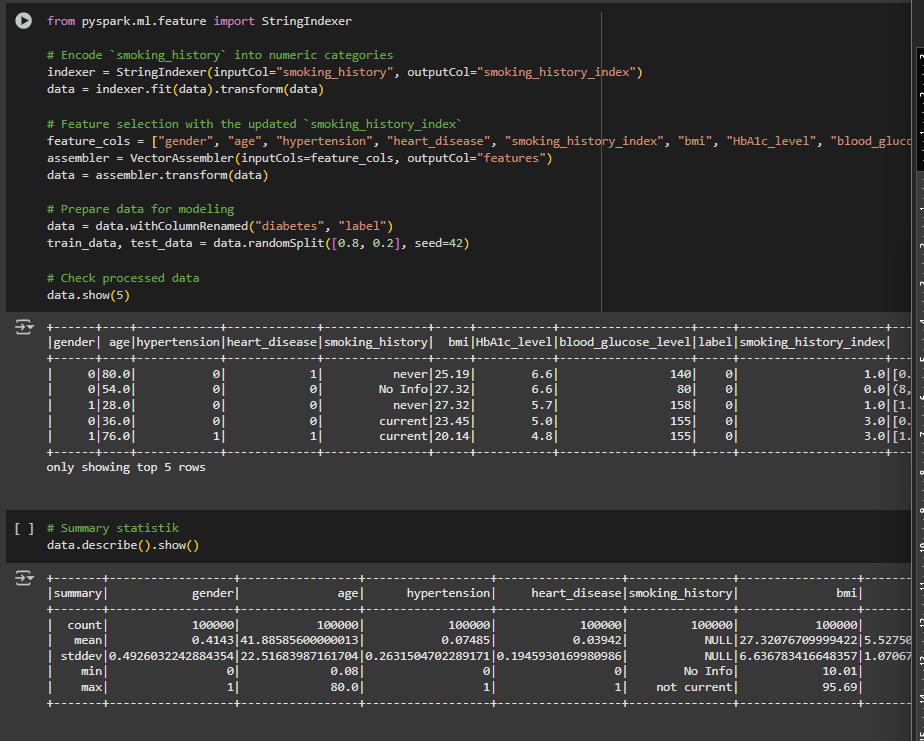 from pyspark.ml.feature import StringIndexer
# Encode `smoking_history` into numeric categories
indexer = StringIndexer(inputCol="smoking_history", outputCol="smoking_history_index")
data = indexer.fit(data).transform(data)
# Feature selection with the updated `smoking_history_index`
feature_cols = ["gender", "age", "hypertension", "heart_disease", "smoking_history_index", "bmi", "HbA1c_level", "blood_gluco
assembler = VectorAssembler(inputCols=feature_cols, outputCol="features")
data = assembler.transform(data)
# Prepare data for modeling
data = data.withColumnRenamed("diabetes", "label")
train_data, test_data = data.randomSplit([0.8, 0.2], seed=42)
# Check processed data
data.show(5)
+------+----+------------+-------------+---------------+-----+-----------+-------------------+-----+---------------------+---
|gender| age|hypertension|heart_disease|smoking_history|  bmi|HbA1c_level|blood_glucose_level|label|smoking_history_index|
+------+----+------------+-------------+---------------+-----+-----------+-------------------+-----+---------------------+---
|     0|80.0|           0|            1|          never|25.19|        6.6|                140|    0|                  1.0|[0.
|     0|54.0|           0|            0|        No Info|27.32|        6.6|                 80|    0|                  0.0|(8,
|     1|28.0|           0|            0|          never|27.32|        5.7|                158|    0|                  1.0|[1.
|     0|36.0|           0|            0|        current|23.45|        5.0|                155|    0|                  3.0|[0.
|     1|76.0|           1|            1|        current|20.14|        4.8|                155|    0|                  3.0|[1.
+------+----+------------+-------------+---------------+-----+-----------+-------------------+-----+---------------------+---
only showing top 5 rows
[ ] # Summary statistik
data.describe().show()
+-------+------------------+-----------------+------------------+------------------+---------------+-----------------+-------
|summary|            gender|              age|      hypertension|     heart_disease|smoking_history|              bmi|
+-------+------------------+-----------------+------------------+------------------+---------------+-----------------+-------
|  count|            100000|           100000|            100000|            100000|         100000|           100000|
|   mean|            0.4143|41.88585600000013|           0.07485|           0.03942|           NULL|27.32076709999422|5.52750
| stddev|0.4926032242884354|22.51683987161704|0.2631504702289171|0.1945930169980986|           NULL|6.636783416648357|1.07067
|    min|                 0|             0.08|                 0|                 0|        No Info|            10.01|
|    max|                 1|             80.0|                 1|                 1|    not current|            95.69|
+-------+------------------+-----------------+------------------+------------------+---------------+-----------------+-------